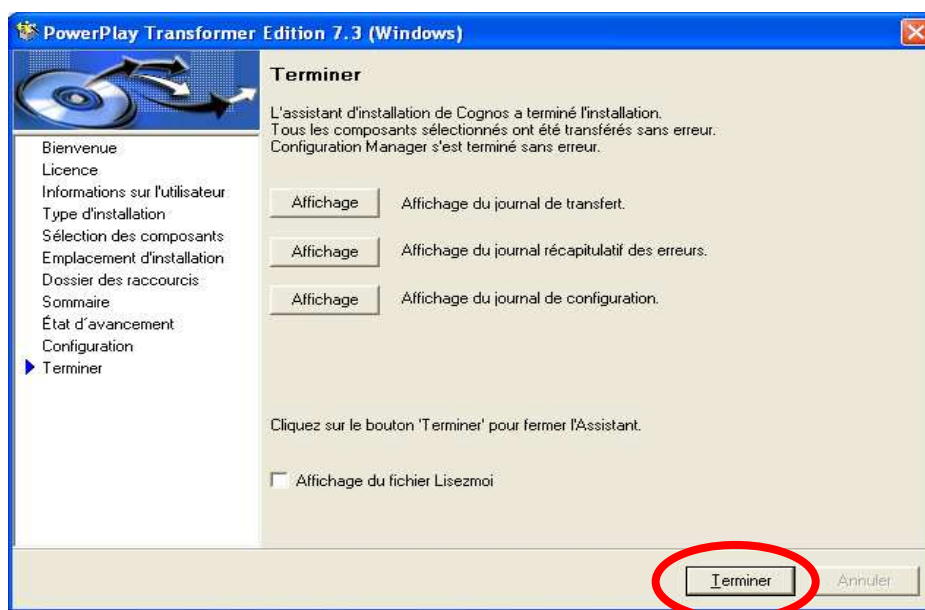 PowerPlay Transformer Edition 7.3 (Windows)
Bienvenue
Licence
Informations sur l'utilisateur
Type d'installation
Sélection des composants
Emplacement d'installation
Dossier des raccourcis
Sommaire
État d´avancement
Configuration
Terminer
Terminer
L'assistant d'installation de Cognos a terminé l'installation.
Tous les composants sélectionnés ont été transférés sans erreur.
Configuration Manager s'est terminé sans erreur.
Affichage Affichage du journal de transfert.
Affichage Affichage du journal récapitulatif des erreurs.
Affichage Affichage du journal de configuration.
Cliquez sur le bouton 'Terminer' pour fermer l'Assistant.
Affichage du fichier Lisezmoi
Terminer Annuler